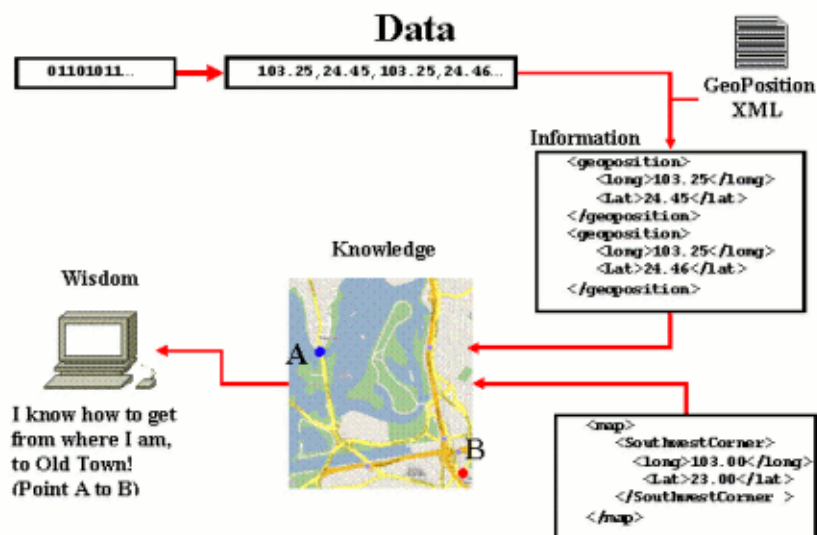 Data
01101011...
103.25,24.45,103.25,24.46...
GeoPosition
XML
Information
<geoposition>
<long>103.25</long>
<Lat>24.45</lat>
</geoposition>
<geoposition>
<long>103.25</long>
<Lat>24.46</lat>
</geoposition>
Knowledge
A
B
Wisdom
I know how to get
from where I am,
to Old Town!
(Point A to B)
<map>
<SouthwestCorner>
<long>103.00</long>
<Lat>23.00</lat>
</SouthwestCorner >
</map>